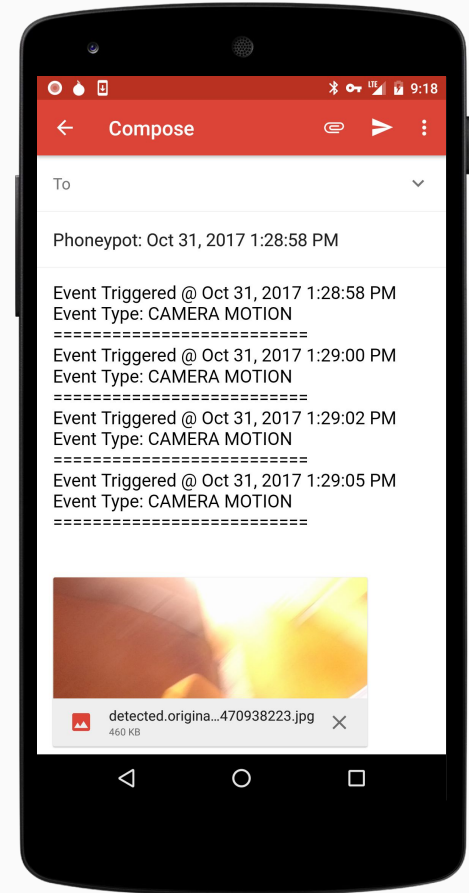 LTE 9:18
Compose
To
Phoneypot: Oct 31, 2017 1:28:58 PM
Event Triggered @ Oct 31, 2017 1:28:58 PM
Event Type: CAMERA MOTION
==========================
Event Triggered @ Oct 31, 2017 1:29:00 PM
Event Type: CAMERA MOTION
==========================
Event Triggered @ Oct 31, 2017 1:29:02 PM
Event Type: CAMERA MOTION
==========================
Event Triggered @ Oct 31, 2017 1:29:05 PM
Event Type: CAMERA MOTION
==========================
detected.origina...470938223.jpg
460 KB